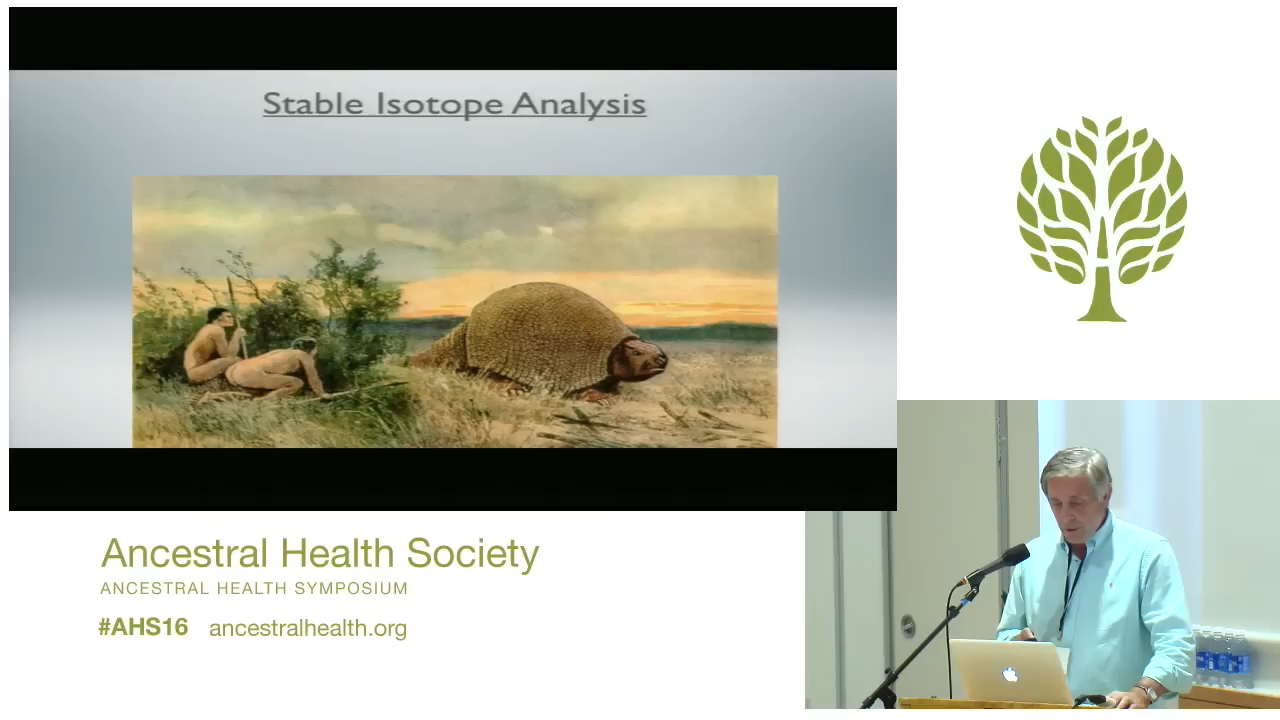 Stable Isotope Analysis
Ancestral Health Society
ANCESTRAL HEALTH SYMPOSIUM
#AHS16 ancestralhealth.org